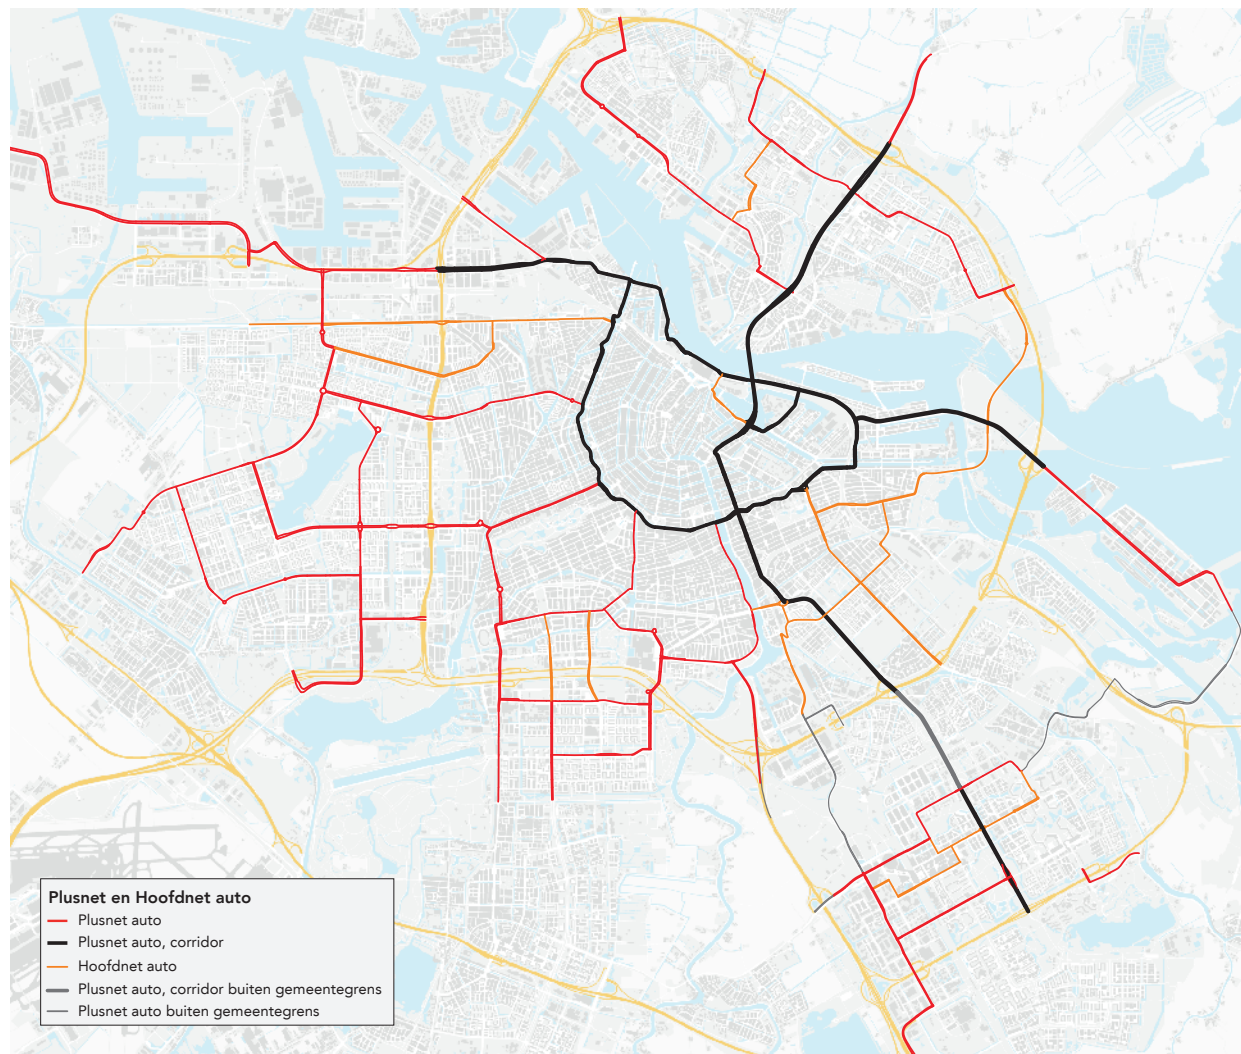 Plusnet en Hoofdnet auto
Plusnet auto
Plusnet auto, corridor
Hoofdnet auto
Plusnet auto, corridor buiten gemeentegrens
Plusnet auto buiten gemeentegrens